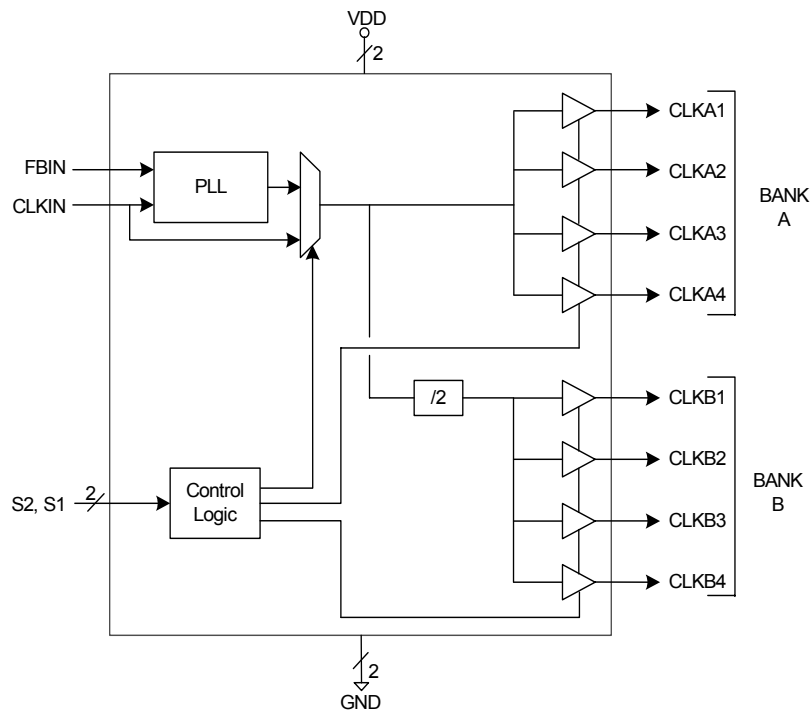 VDD
2
CLKA1
FBIN
PLL
CLKA2
CLKIN
BANK
A
CLKA3
CLKA4
/2
CLKB1
CLKB2
BANK
B
S2, S1
2
Control
Logic
CLKB3
CLKB4
2
GND